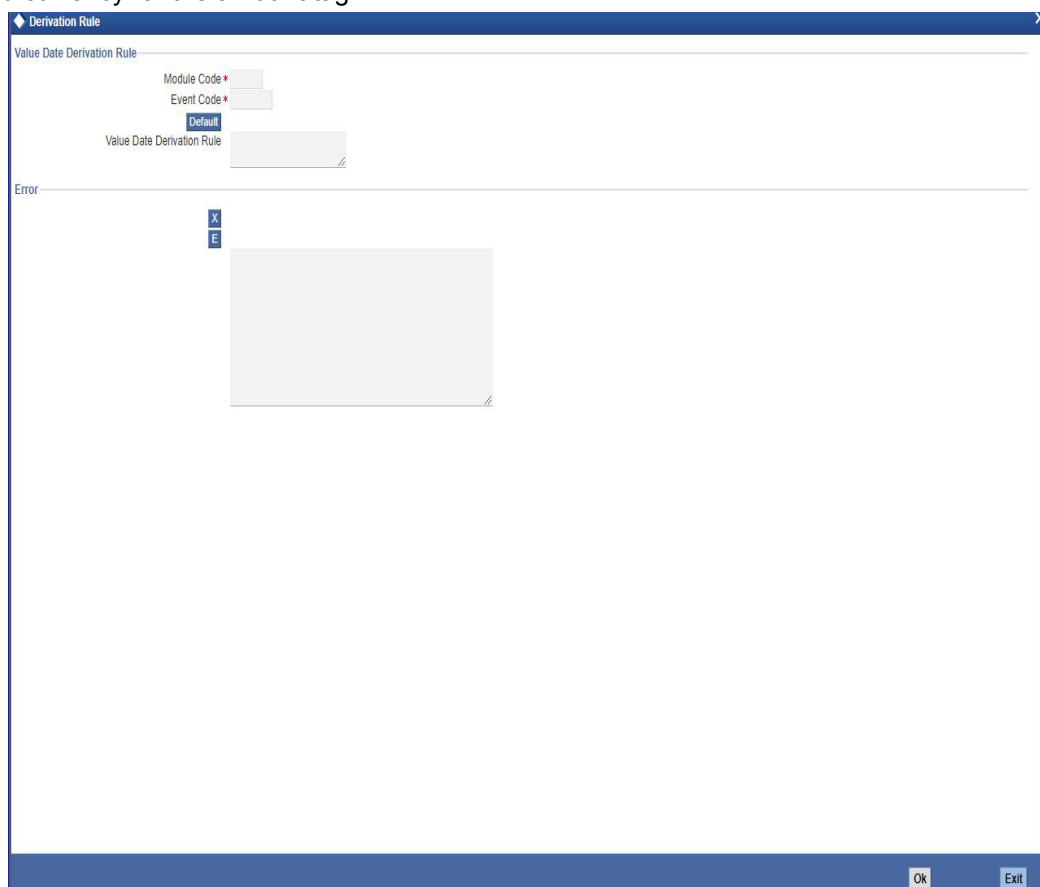 Derivation Rule X
Value Date Derivation Rule
Module Code *
Event Code *
Default
Value Date Derivation Rule
Error
X
E
Ok Exit